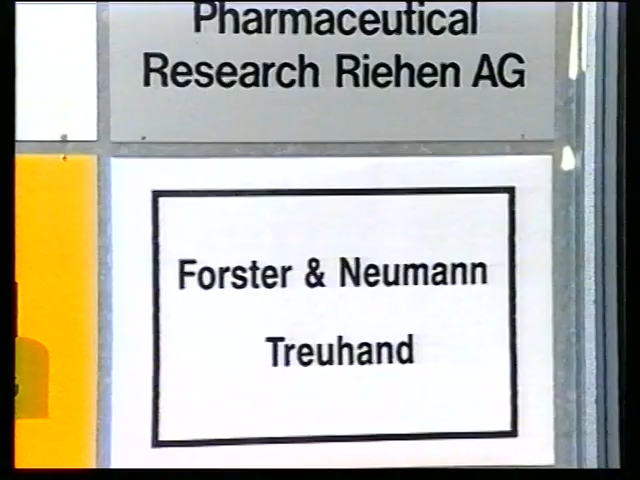 Pharmaceutical
Research Riehen AG
Forster & Neumann
Treuhand